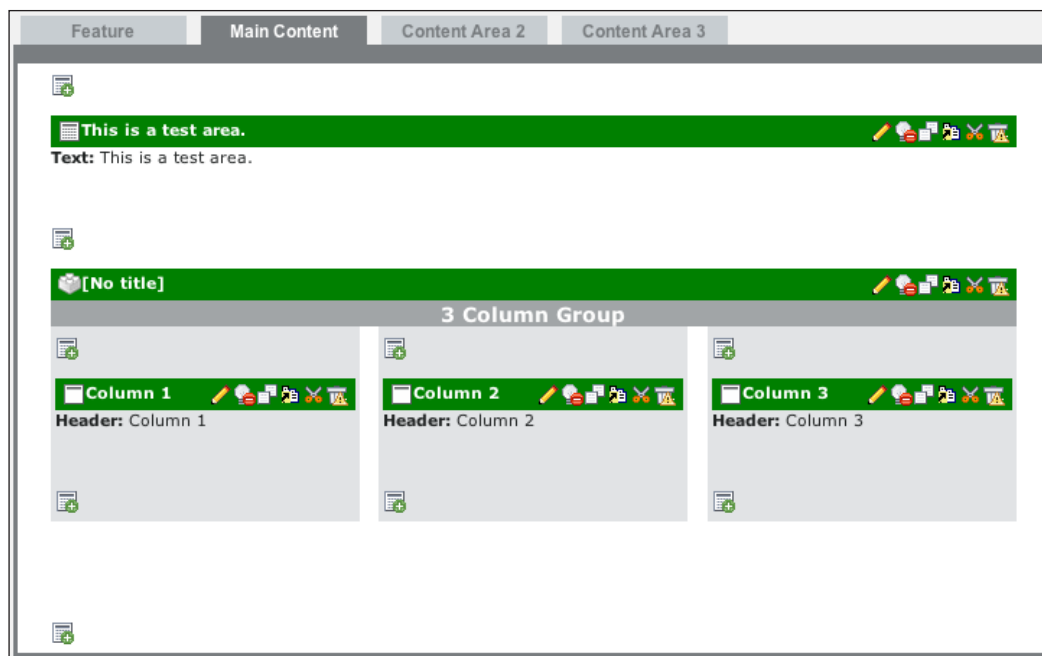 Feature Main Content Content Area 2 Content Area 3
This is a test area.
Text: This is a test area.
[No title]
3 Column Group
Column 1 Column 2 Column 3
Header: Column 1 Header: Column 2 Header: Column 3